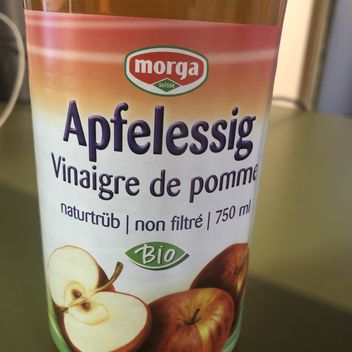 morga
suisse
Apfelessig
Vinaigre de pomme
naturtrüb | non filtré | 750 ml
Bio